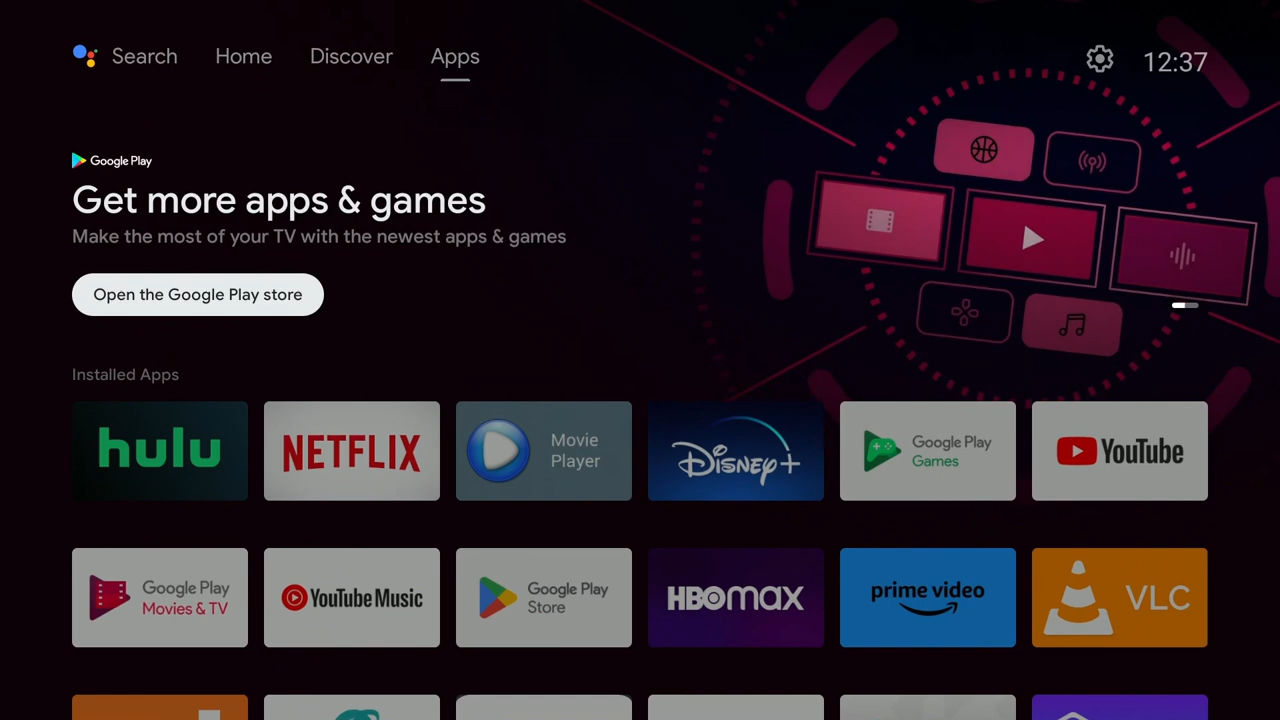 Search Home Discover Apps 12:37
Google Play
Get more apps & games
Make the most of your TV with the newest apps & games
Open the Google Play store
Installed Apps
hulu
NETFLIX
Movie
Player
Disney+
Google Play
Games
YouTube
Google Play
Movies & TV
YouTube Music
Google Play
Store
HBOmax
prime video
VLC